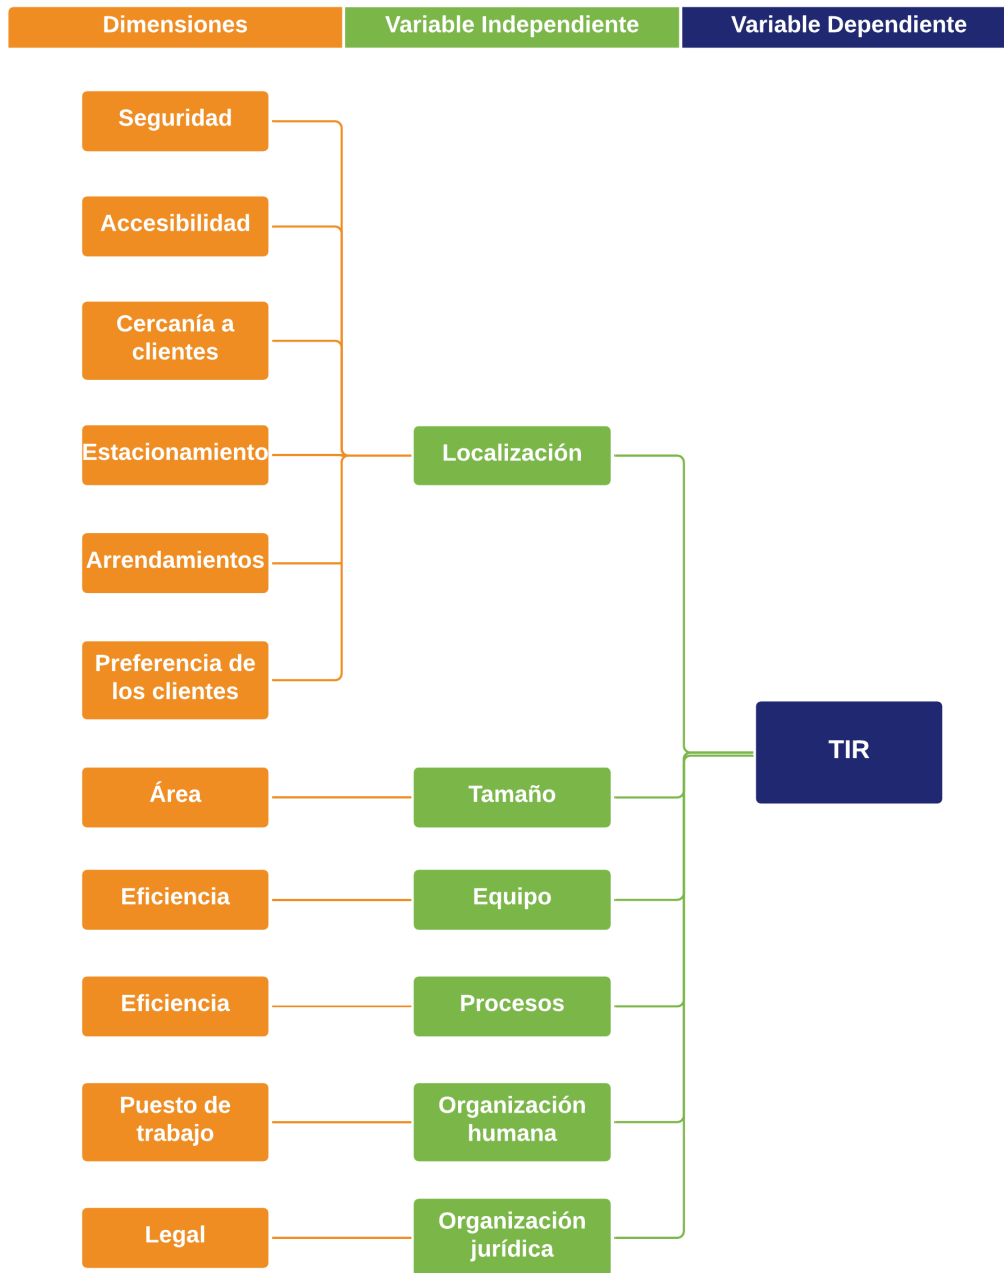 Dimensiones
Variable Independiente
Variable Dependiente
Seguridad
Accesibilidad
Cercanía a
clientes
Estacionamiento
Localización
Arrendamientos
Preferencia de
los clientes
TIR
Área
Tamaño
Eficiencia
Equipo
Eficiencia
Procesos
Puesto de
trabajo
Organización
humana
Legal
Organización
jurídica